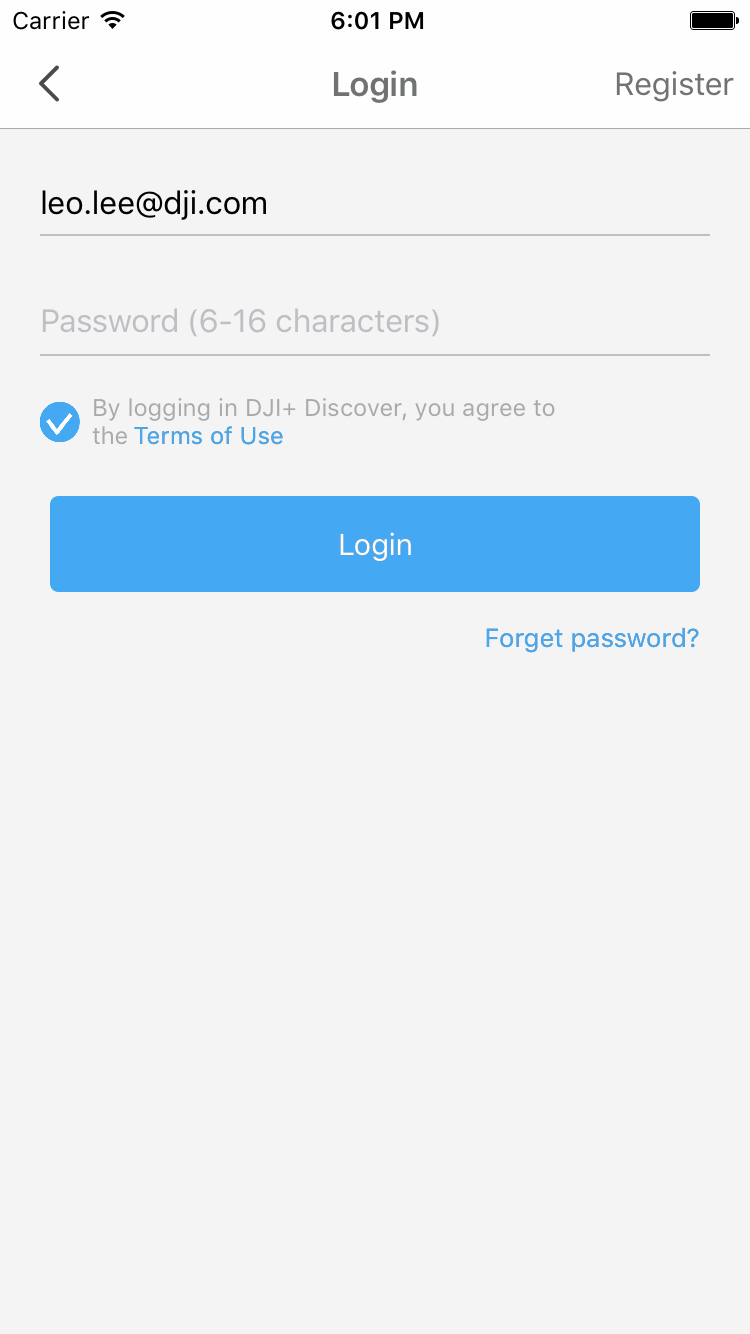 Carrier 6:01 PM
Login Register
leo.lee@dji.com
Password (6-16 characters)
By logging in DJI+ Discover, you agree to
the Terms of Use
Login
Forget password?